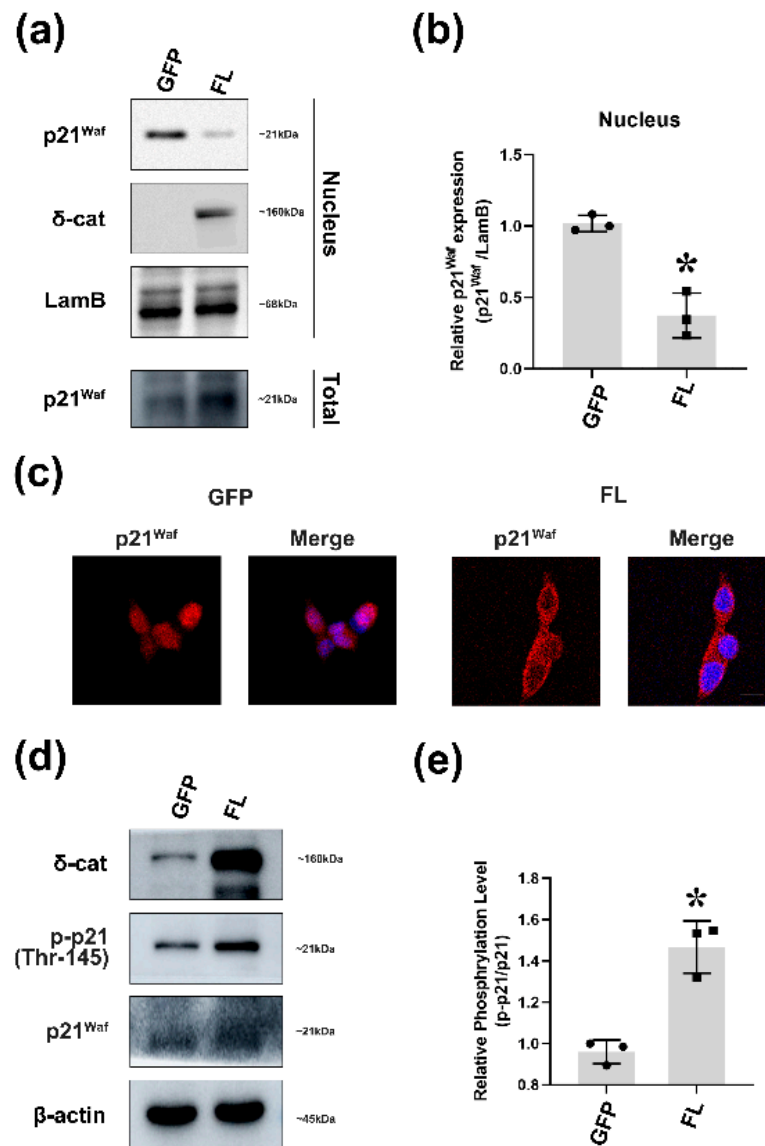 (a)
GFP FL
p21Waf ~21kDa
δ-cat ~160kDa
LamB ~68kDa
Nucleus
p21Waf ~21kDa
Total
(b)
Nucleus
Relative p21Waf expression
(p21Waf/LamB)
1.5
1.0
0.5
0.0
*
GFP FL
(c)
GFP FL
p21Waf Merge p21Waf Merge
(d)
GFP FL
δ-cat ~160kDa
p-p21
(Thr-145) ~21kDa
p21Waf ~21kDa
β-actin ~45kDa
(e)
Relative Phosphrylation Level
(p-p21/p21)
1.8
1.6
1.4
1.2
1.0
0.8
*
GFP FL